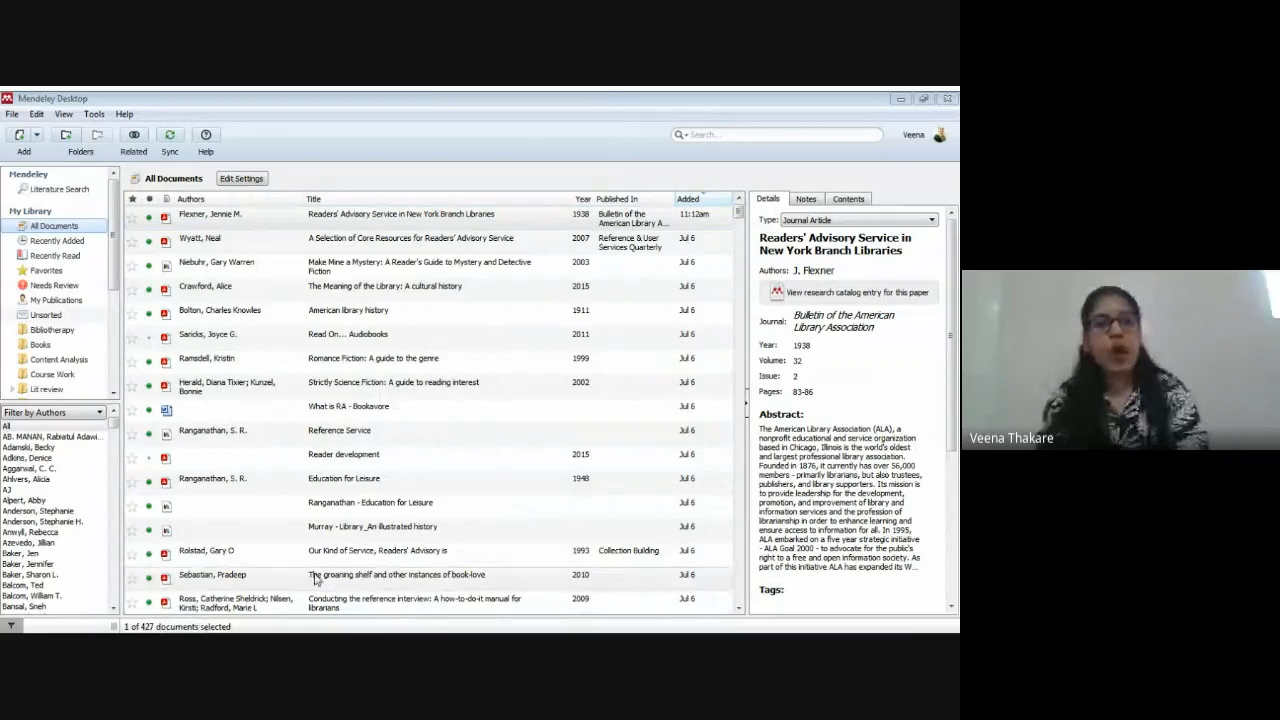 Mendeley Desktop
File Edit View Tools Help
Search...
Veena
Add Folders Related Sync Help
Mendeley
Literature Search
My Library
All Documents
Recently Added
Recently Read
Favorites
Needs Review
My Publications
Unsorted
Bibliotherapy
Books
Content Analysis
Course Work
Lit review
Filter by Authors
All
AB. MANAN, Rabiatul Adawi...
Adamski, Becky
Adkins, Denice
Aggarwal, C. C.
Ahlvers, Alicia
AJ
Alpert, Abby
Anderson, Stephanie
Anderson, Stephanie H.
Anwyll, Rebecca
Azevedo, Jillian
Baker, Jen
Baker, Jennifer
Baker, Sharon L.
Balcom, Ted
Balcom, William T.
Bansal, Sneh
All Documents Edit Settings
Authors Title Year Published In Added
Flexner, Jennie M. Readers' Advisory Service in New York Branch Libraries 1938 Bulletin of the 11:12am
American Library A...
Wyatt, Neal A Selection of Core Resources for Readers' Advisory Service 2007 Reference & User Jul 6
Services Quarterly
Niebuhr, Gary Warren Make Mine a Mystery: A Reader's Guide to Mystery and Detective 2003 Jul 6
Fiction
Crawford, Alice The Meaning of the Library: A cultural history 2015 Jul 6
Bolton, Charles Knowles American library history 1911 Jul 6
Saricks, Joyce G. Read On... Audiobooks 2011 Jul 6
Ramsdell, Kristin Romance Fiction: A guide to the genre 1999 Jul 6
Herald, Diana Tixier; Kunzel, Strictly Science Fiction: A guide to reading interest 2002 Jul 6
Bonnie
What is RA - Bookavore Jul 6
Ranganathan, S. R. Reference Service Jul 6
Reader development 2015 Jul 6
Ranganathan, S. R. Education for Leisure 1948 Jul 6
Ranganathan - Education for Leisure Jul 6
Murray - Library_An illustrated history Jul 6
Rolstad, Gary O Our Kind of Service, Readers' Advisory is 1993 Collection Building Jul 6
Sebastian, Pradeep The groaning shelf and other instances of book-love 2010 Jul 6
Ross, Catherine Sheldrick; Nilsen, Conducting the reference interview: A how-to-do-it manual for 2009 Jul 6
Kirsti; Radford, Marie L librarians
1 of 427 documents selected
Details Notes Contents
Type: Journal Article
Readers' Advisory Service in
New York Branch Libraries
Authors: J. Flexner
View research catalog entry for this paper
Journal: Bulletin of the American
Library Association
Year: 1938
Volume: 32
Issue: 2
Pages: 83-86
Abstract:
The American Library Association (ALA), a
nonprofit educational and service organization
based in Chicago, Illinois is the world's oldest
and largest professional library association.
Founded in 1876, it currently has over 56,000
members - primarily librarians, but also trustees,
publishers, and library supporters. Its mission is
to provide leadership for the development,
promotion, and improvement of library and
information services and the profession of
librarianship in order to enhance learning and
ensure access to information for all. In 1995,
ALA embarked on a five year strategic initiative
- ALA Goal 2000 - to advocate for the public's
right to a free and open information society. As
part of this initiative ALA has expanded its W...
Tags:
Veena Thakare